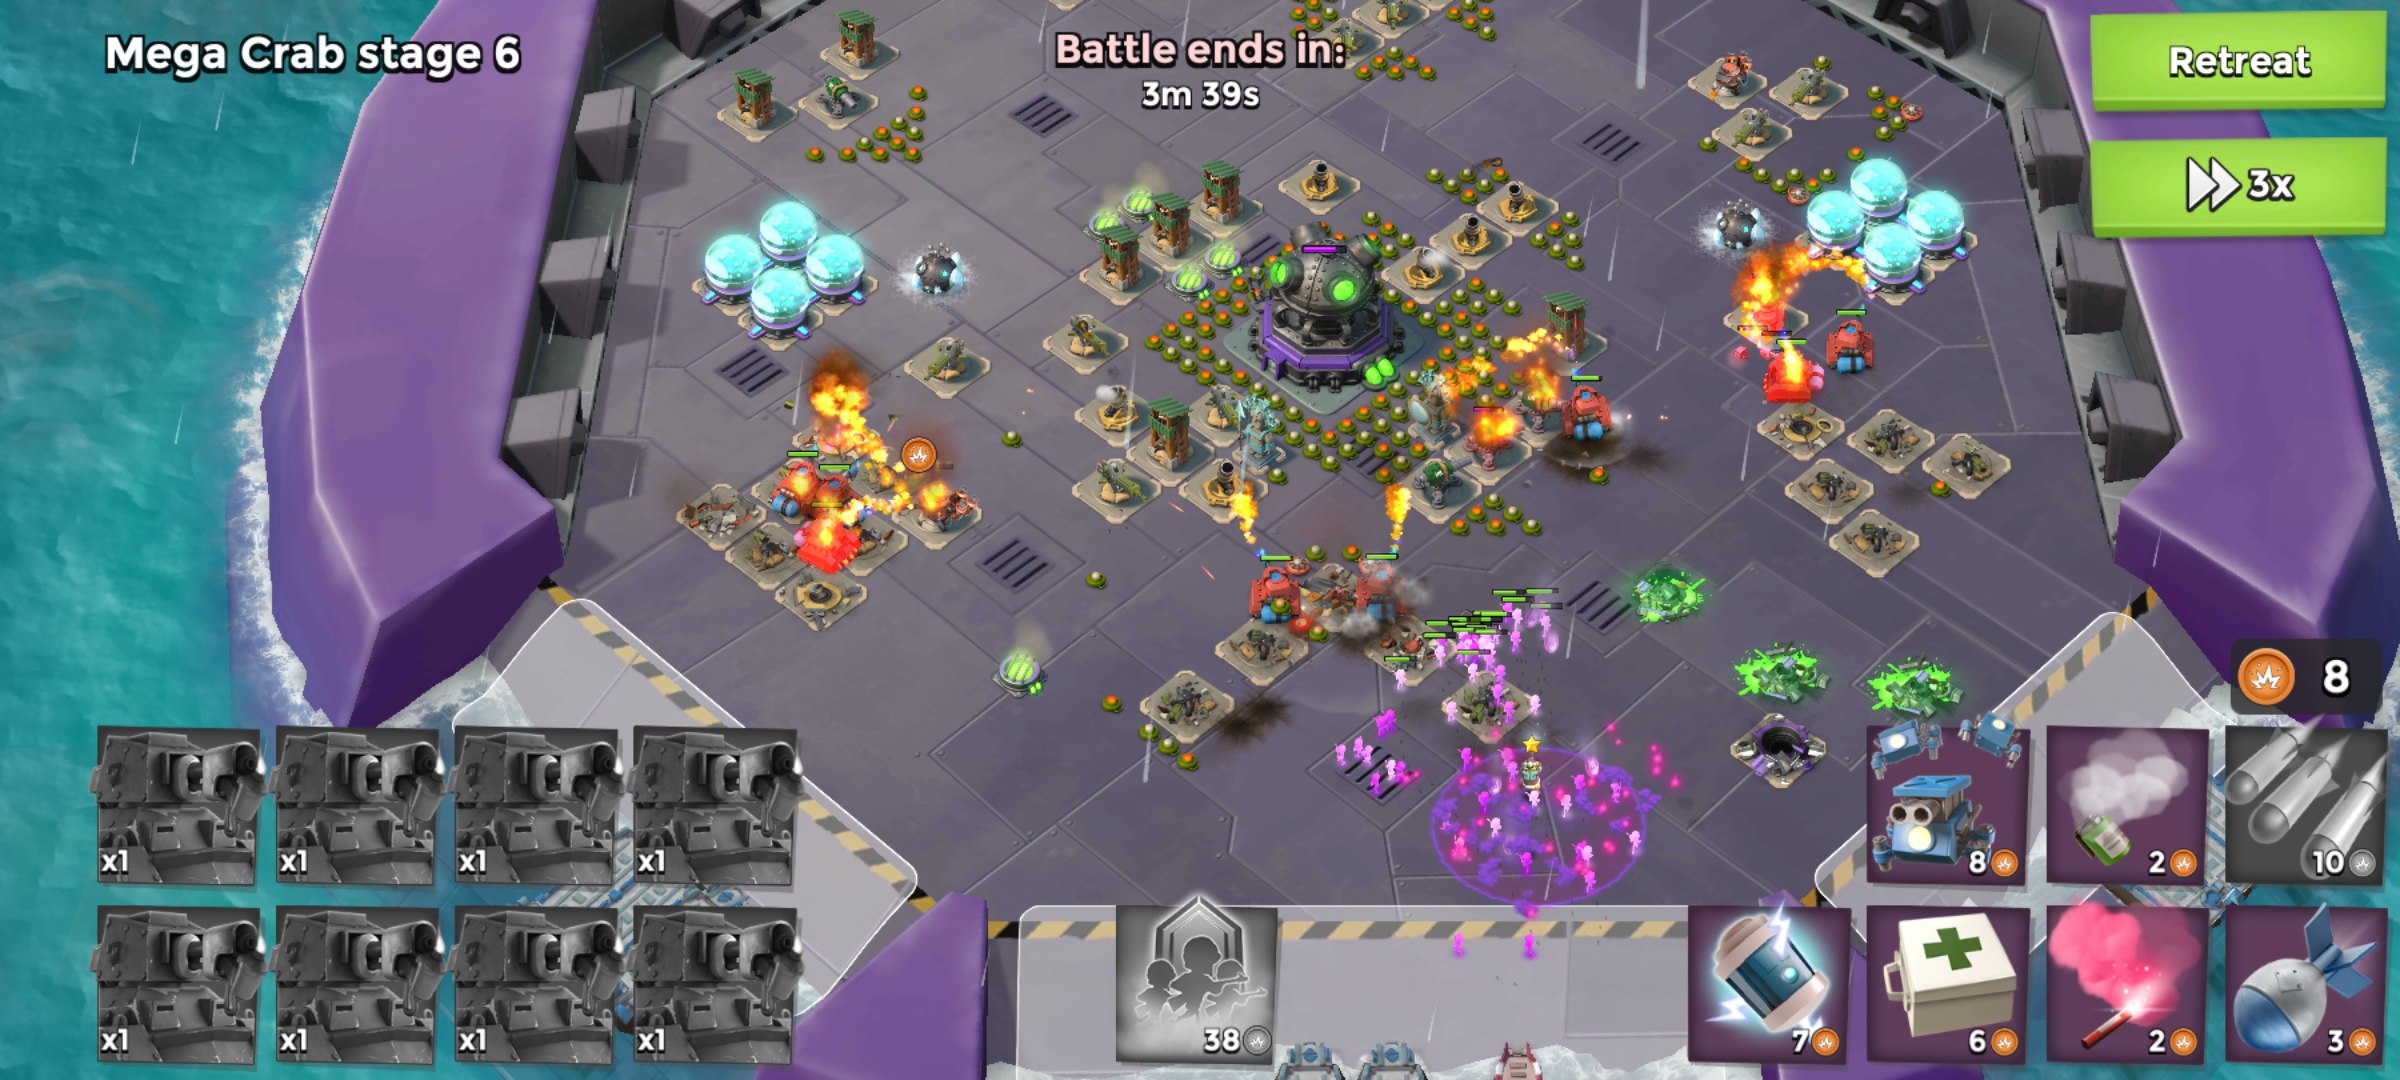 Mega Crab stage 6
Battle ends in:
3m 39s
Retreat
3x
8
x1
x1
x1
x1
8
2
10
x1
x1
x1
x1
38
7
6
2
3